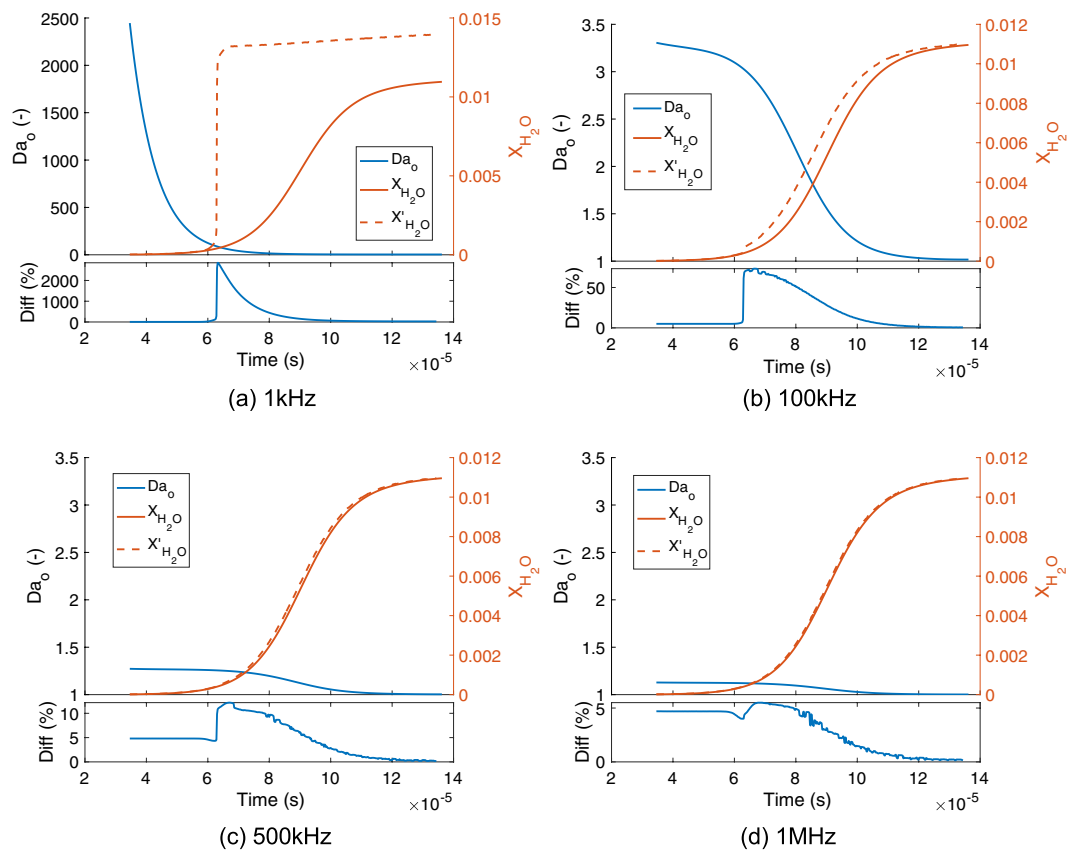 2500
2000
1500
1000
500
0
Da_o (-)
0.015
0.01
0.005
0
X_H2O
Da_o
X_H2O
X'_H2O
2000
1000
0
Diff (%)
2 4 6 8 10 12 14
Time (s)
×10^-5
(a) 1kHz
3.5
3
2.5
2
1.5
1
Da_o (-)
0.012
0.01
0.008
0.006
0.004
0.002
0
X_H2O
Da_o
X_H2O
X'_H2O
50
0
Diff (%)
2 4 6 8 10 12 14
Time (s)
×10^-5
(b) 100kHz
3.5
3
2.5
2
1.5
1
Da_o (-)
0.012
0.01
0.008
0.006
0.004
0.002
0
X_H2O
Da_o
X_H2O
X'_H2O
10
5
0
Diff (%)
2 4 6 8 10 12 14
Time (s)
×10^-5
(c) 500kHz
3.5
3
2.5
2
1.5
1
Da_o (-)
0.012
0.01
0.008
0.006
0.004
0.002
0
X_H2O
Da_o
X_H2O
X'_H2O
5
0
Diff (%)
2 4 6 8 10 12 14
Time (s)
×10^-5
(d) 1MHz